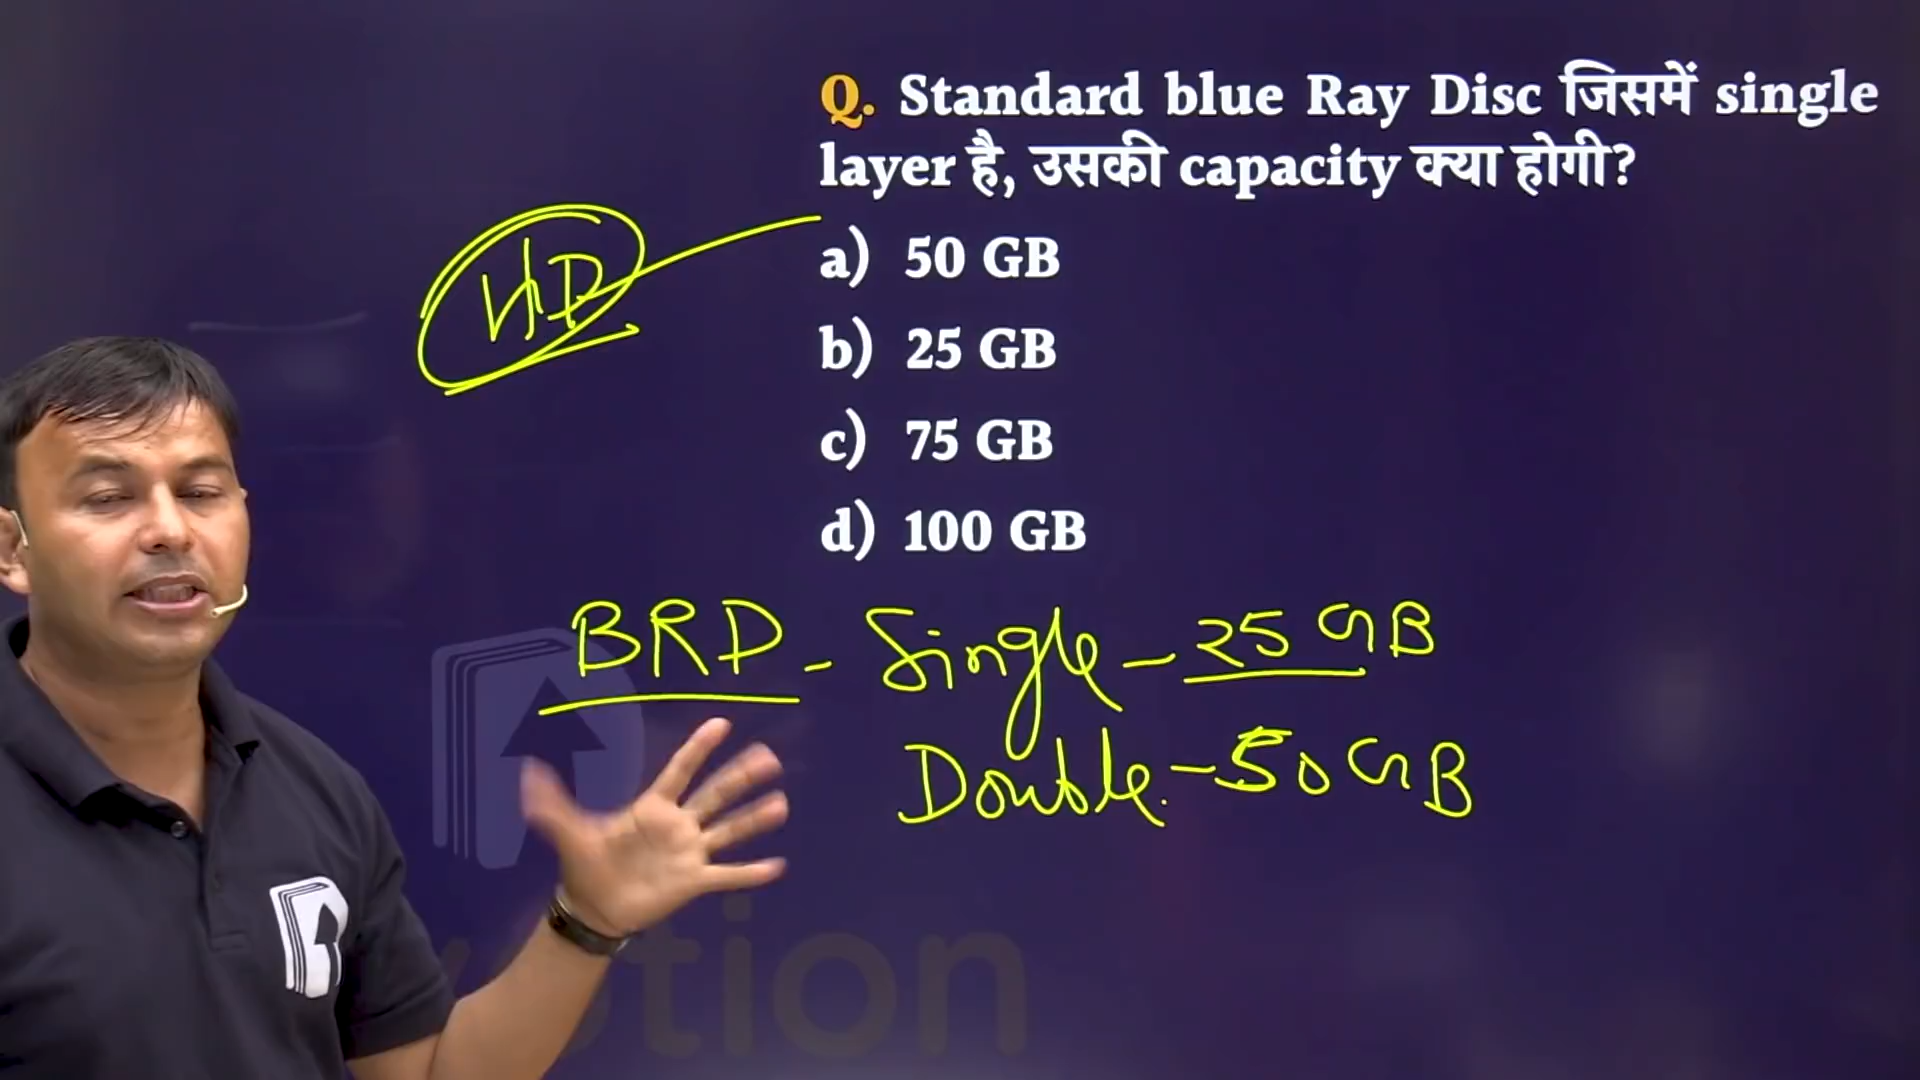 Q. Standard blue Ray Disc जिसमें single
layer है, उसकी capacity क्या होगी?
HD
a) 50 GB
b) 25 GB
c) 75 GB
d) 100 GB
BRD - Single - 25 GB
Double - 50 GB